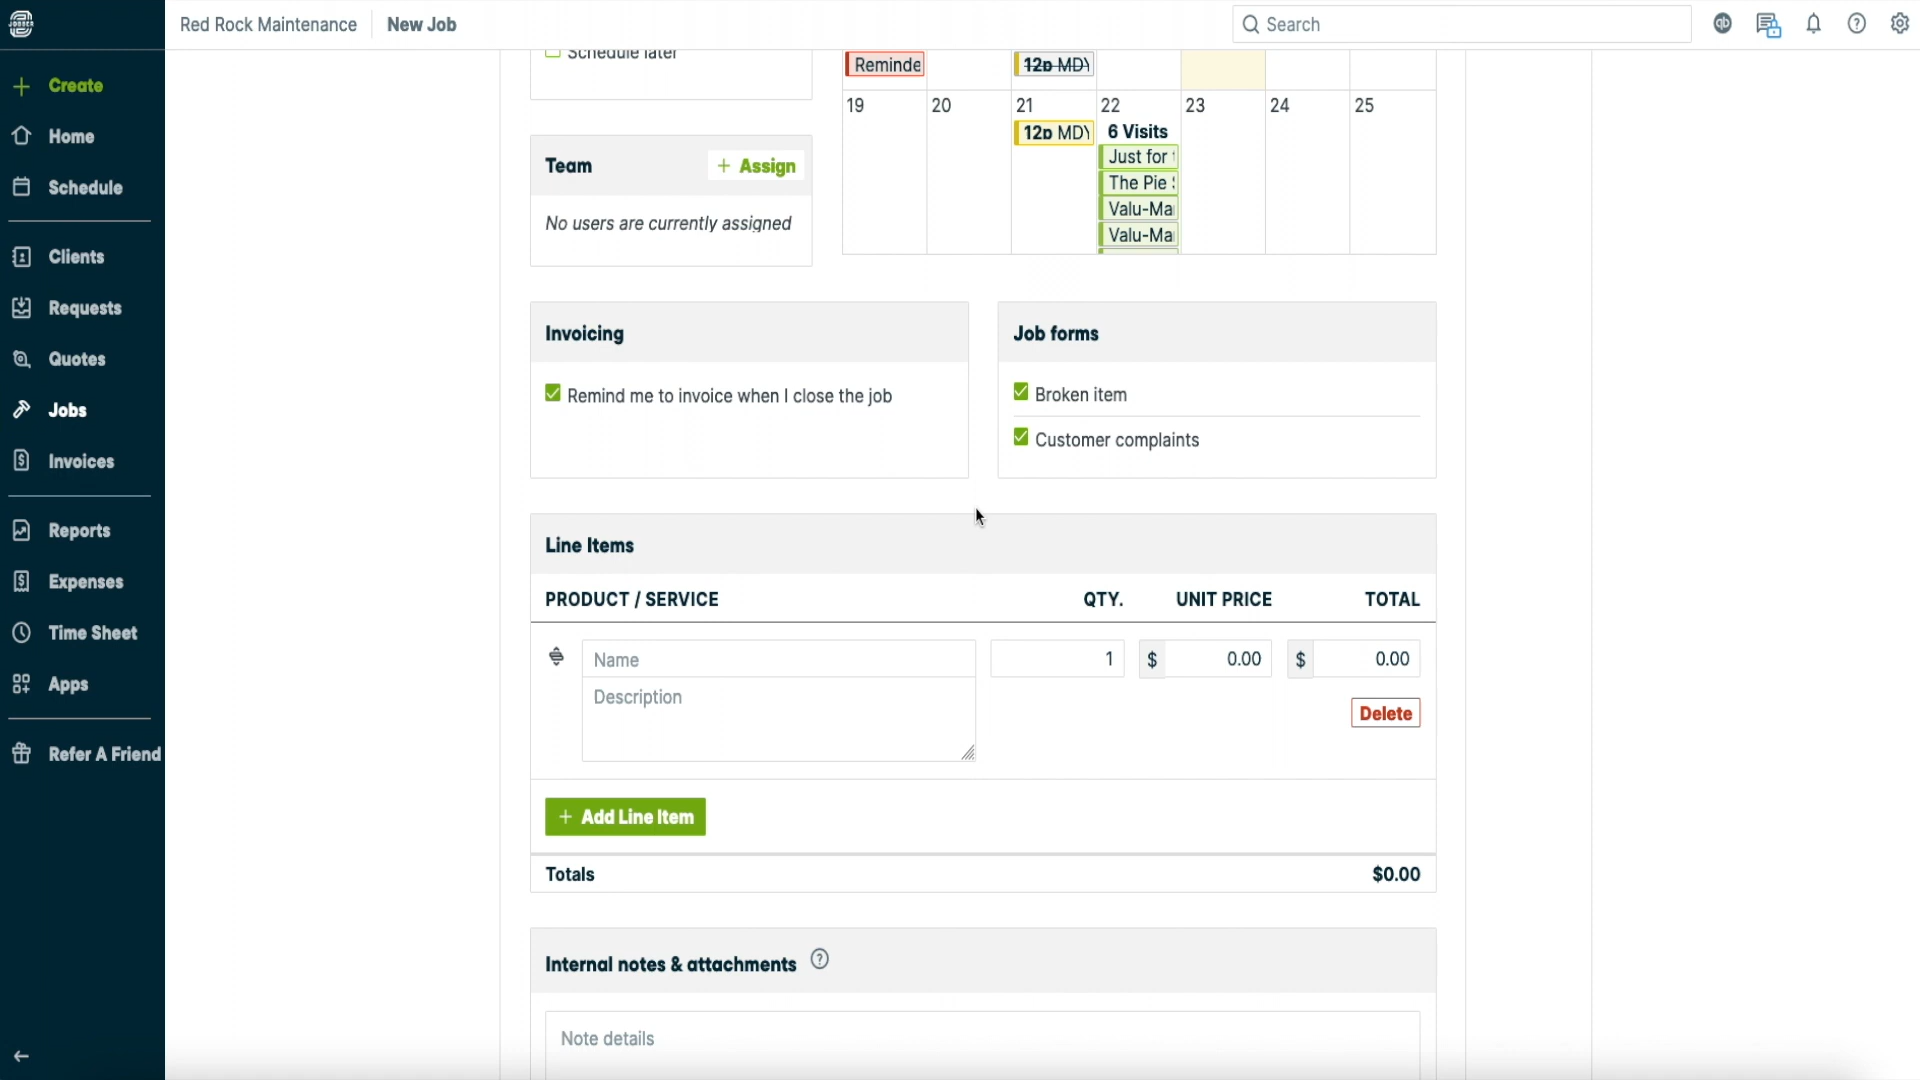 JOBBER
Red Rock Maintenance
New Job
Search
Create
Home
Schedule
Clients
Requests
Quotes
Jobs
Invoices
Reports
Expenses
Time Sheet
Apps
Refer A Friend
Schedule later
Reminde
12p MDY
19 20 21 22 23 24 25
12p MDY
6 Visits
Just for
The Pie
Valu-Ma
Valu-Ma
Team
+ Assign
No users are currently assigned
Invoicing
Remind me to invoice when I close the job
Job forms
Broken item
Customer complaints
Line Items
PRODUCT / SERVICE QTY. UNIT PRICE TOTAL
Name 1 $ 0.00 $ 0.00
Description
Delete
+ Add Line Item
Totals $0.00
Internal notes & attachments ?
Note details